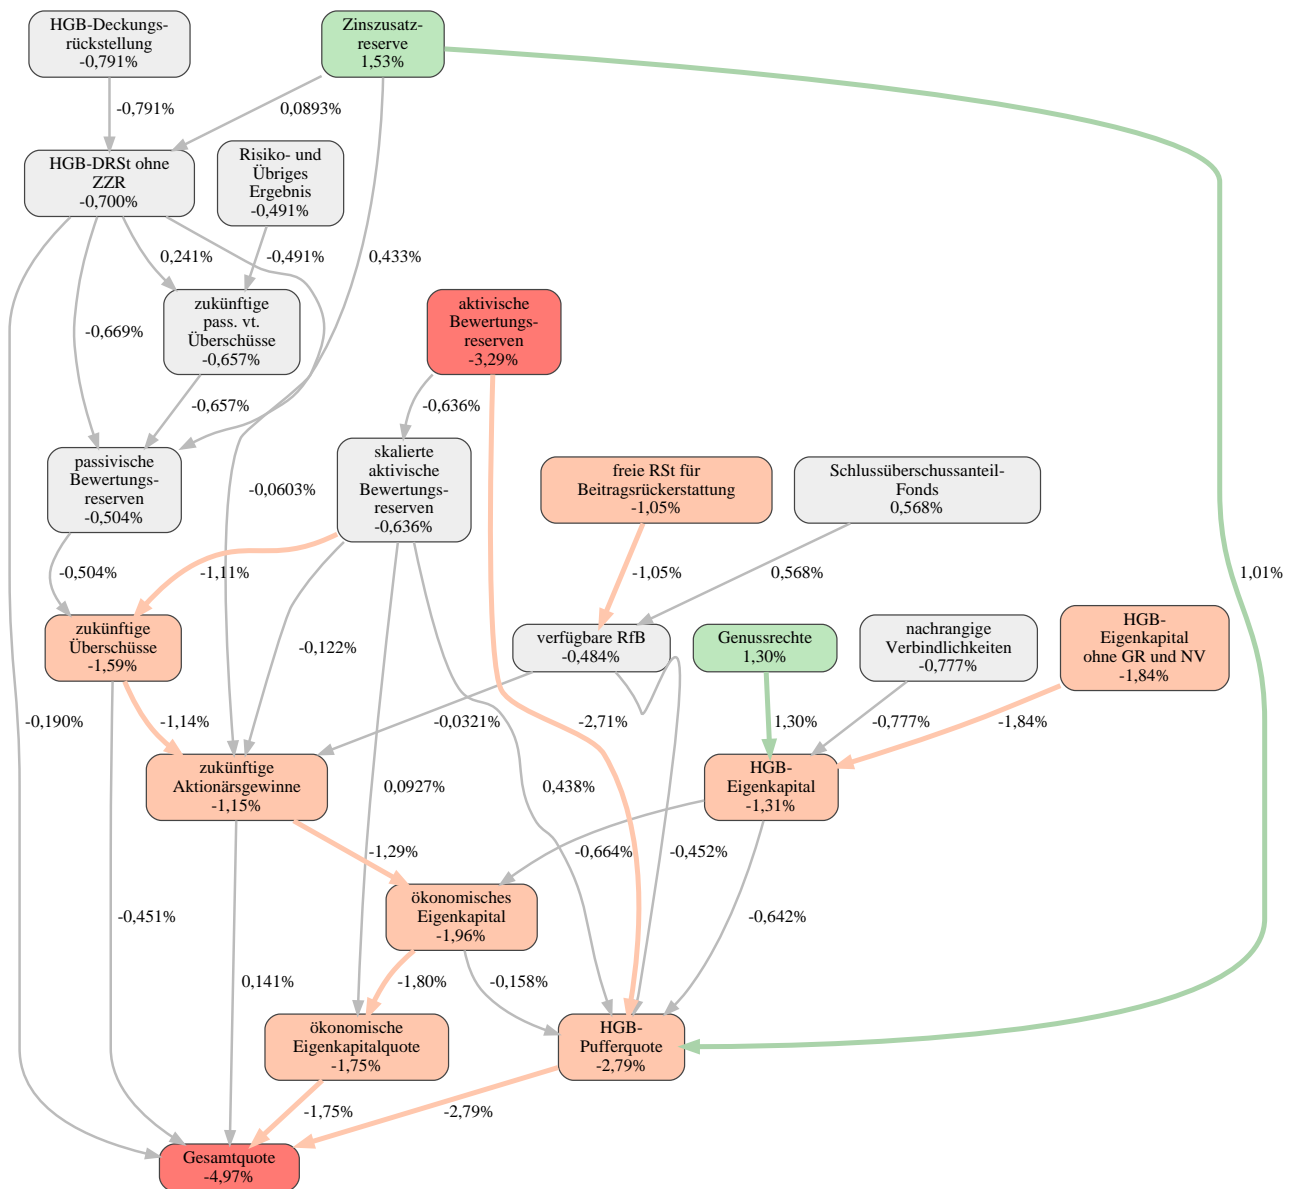 HGB-Deckungs-
rückstellung
-0,791%
Zinszusatz-
reserve
1,53%
-0,791%
0,0893%
HGB-DRSt ohne
ZZR
-0,700%
Risiko- und
Übriges
Ergebnis
-0,491%
0,241%
-0,491%
0,433%
zukünftige
pass. vt.
Überschüsse
-0,657%
aktivische
Bewertungs-
reserven
-3,29%
-0,669%
-0,657%
-0,636%
passivische
Bewertungs-
reserven
-0,504%
skalierte
aktivische
Bewertungs-
reserven
-0,636%
freie RSt für
Beitragsrückerstattung
-1,05%
Schlussüberschussanteil-
Fonds
0,568%
-0,0603%
-0,504%
-1,11%
-1,05%
0,568%
1,01%
zukünftige
Überschüsse
-1,59%
-0,122%
verfügbare RfB
-0,484%
Genussrechte
1,30%
nachrangige
Verbindlichkeiten
-0,777%
HGB-
Eigenkapital
ohne GR und NV
-1,84%
-0,190%
-1,14%
-0,0321%
-2,71%
1,30%
-0,777%
-1,84%
zukünftige
Aktionärsgewinne
-1,15%
0,0927%
0,438%
HGB-
Eigenkapital
-1,31%
-1,29%
-0,664%
-0,452%
ökonomisches
Eigenkapital
-1,96%
-0,451%
-0,642%
0,141%
-1,80%
-0,158%
ökonomische
Eigenkapitalquote
-1,75%
HGB-
Pufferquote
-2,79%
-1,75%
-2,79%
Gesamtquote
-4,97%